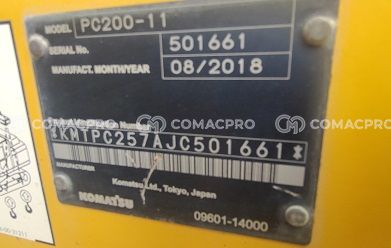 MODEL PC200-11
SERIAL No. 501661
MANUFACT. MONTH/YEAR 08/2018
Number
*KMTPC257AJC501661*
COMACPRO COMACPRO COMACPRO
KOMATSU
Komatsu Ltd., Tokyo, Japan
09601-14000